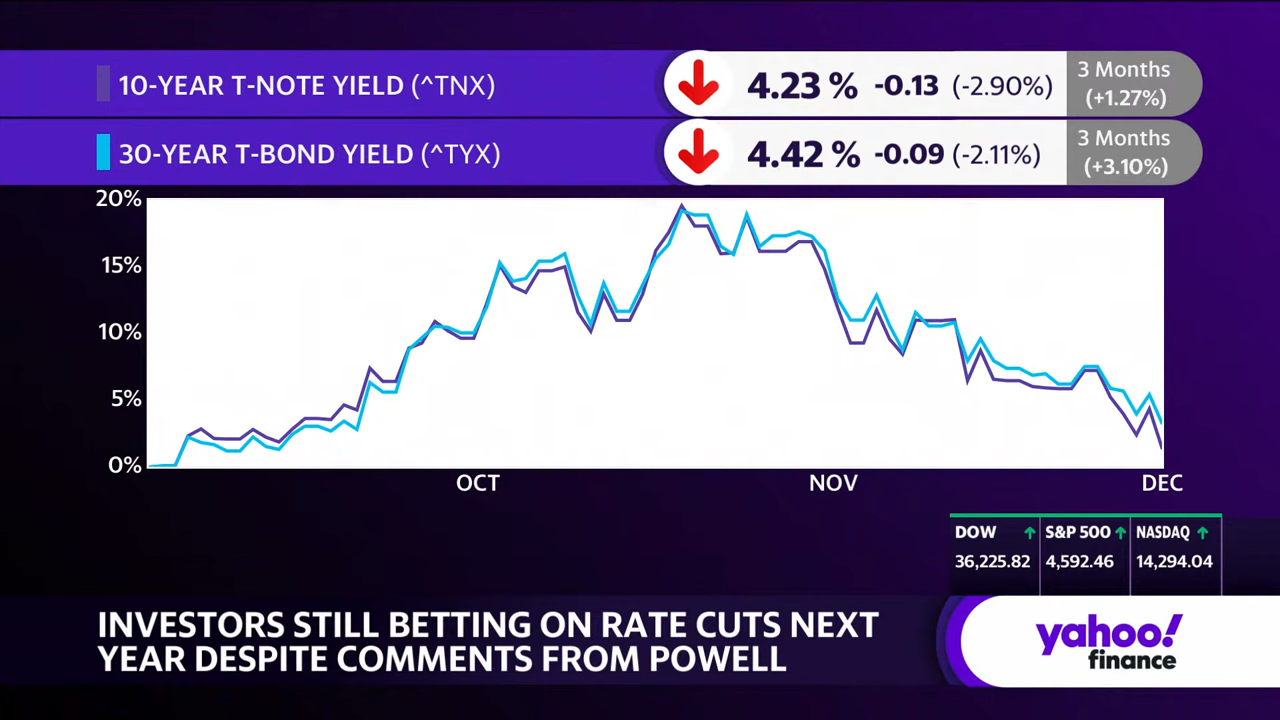 10-YEAR T-NOTE YIELD (^TNX) 4.23 % -0.13 (-2.90%) 3 Months (+1.27%)
30-YEAR T-BOND YIELD (^TYX) 4.42 % -0.09 (-2.11%) 3 Months (+3.10%)
20%
15%
10%
5%
0%
OCT NOV DEC
DOW S&P 500 NASDAQ
36,225.82 4,592.46 14,294.04
INVESTORS STILL BETTING ON RATE CUTS NEXT
YEAR DESPITE COMMENTS FROM POWELL
yahoo!
finance